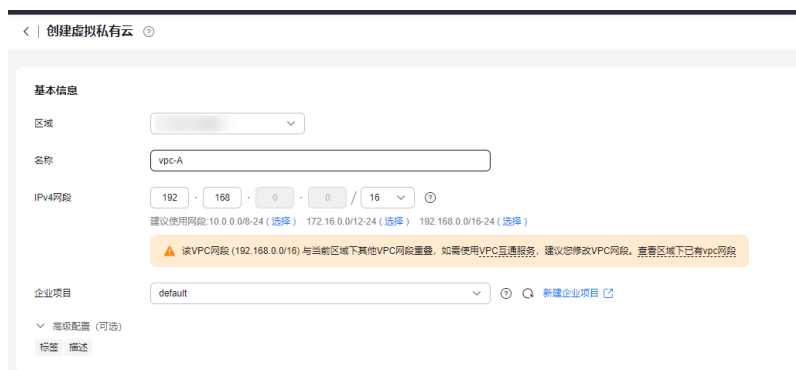 创建虚拟私有云
基本信息
区域
名称 vpc-A
IPv4网段 192 · 168 · 0 · 0 / 16
建议使用网段:10.0.0.0/8-24 (选择) 172.16.0.0/12-24 (选择) 192.168.0.0/16-24 (选择)
该VPC网段 (192.168.0.0/16) 与当前区域下其他VPC网段重叠，如需使用VPC互通服务，建议您修改VPC网段。查看区域下已有vpc网段
企业项目 default 新建企业项目
高级配置（可选）
标签 描述